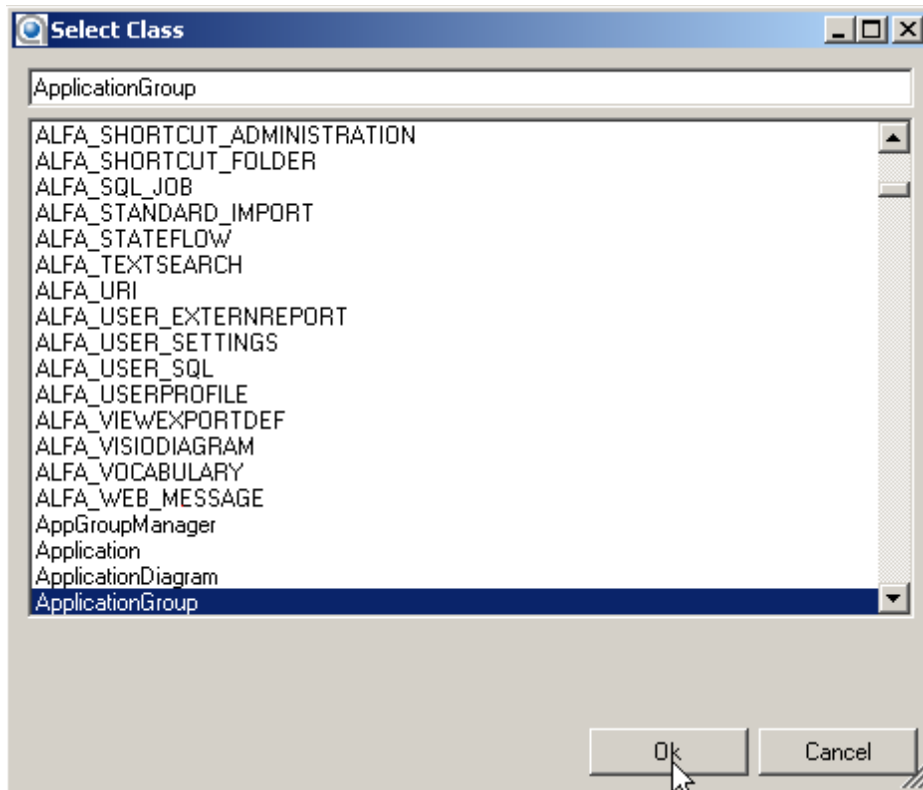 Select Class
ApplicationGroup
ALFA_SHORTCUT_ADMINISTRATION
ALFA_SHORTCUT_FOLDER
ALFA_SQL_JOB
ALFA_STANDARD_IMPORT
ALFA_STATEFLOW
ALFA_TEXTSEARCH
ALFA_URI
ALFA_USER_EXTERNREPORT
ALFA_USER_SETTINGS
ALFA_USER_SQL
ALFA_USERPROFILE
ALFA_VIEWEXPORTDEF
ALFA_VISIODIAGRAM
ALFA_VOCABULARY
ALFA_WEB_MESSAGE
AppGroupManager
Application
ApplicationDiagram
ApplicationGroup
Ok Cancel